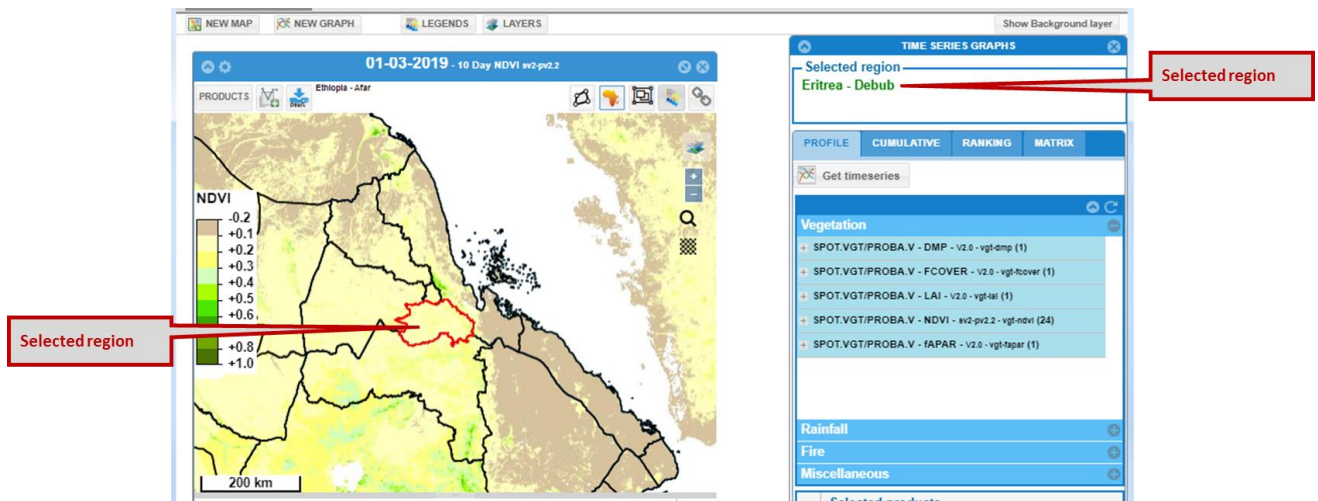 NEW MAP
NEW GRAPH
LEGENDS
LAYERS
Show Background layer
01-03-2019 - 10 Day NDVI sv2-pv2.2
PRODUCTS
Ethiopia - Afar
NDVI
-0.2
+0.1
+0.2
+0.3
+0.4
+0.5
+0.6
+0.8
+1.0
200 km
Selected region
TIME SERIES GRAPHS
Selected region
Eritrea - Debub
Selected region
PROFILE
CUMULATIVE
RANKING
MATRIX
Get timeseries
Vegetation
SPOT.VGT/PROBA.V - DMP - V2.0 - vgt-dmp (1)
SPOT.VGT/PROBA.V - FCOVER - V2.0 - vgt-fcover (1)
SPOT.VGT/PROBA.V - LAI - V2.0 - vgt-lai (1)
SPOT.VGT/PROBA.V - NDVI - sv2-pv2.2 - vgt-ndvi (24)
SPOT.VGT/PROBA.V - fAPAR - V2.0 - vgt-fapar (1)
Rainfall
Fire
Miscellaneous
Selected products